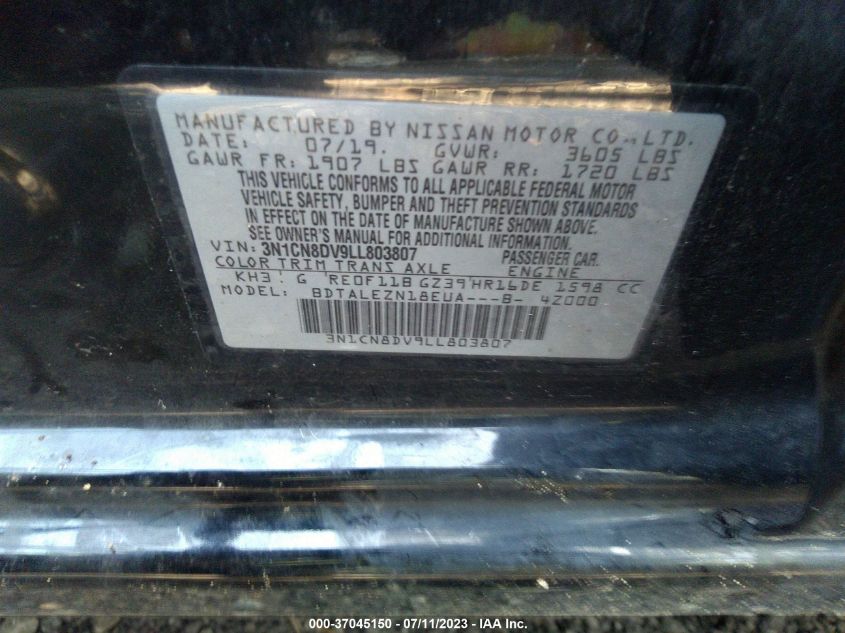 MANUFACTURED BY NISSAN MOTOR CO.,LTD.
DATE: 07/19. GVWR: 3605 LBS
GAWR FR: 1907 LBS GAWR RR: 1720 LBS
THIS VEHICLE CONFORMS TO ALL APPLICABLE FEDERAL MOTOR
VEHICLE SAFETY, BUMPER AND THEFT PREVENTION STANDARDS
IN EFFECT ON THE DATE OF MANUFACTURE SHOWN ABOVE.
SEE OWNER'S MANUAL FOR ADDITIONAL INFORMATION.
VIN: 3N1CN8DV9LL803807 PASSENGER CAR.
COLOR TRIM TRANS AXLE ENGINE
KH3 G RE0F11B GZ39 HR16DE 1598 CC
MODEL: BDTALEZN18EUA---B- 4Z000
3N1CN8DV9LL803807
000-37045150 - 07/11/2023 - IAA Inc.